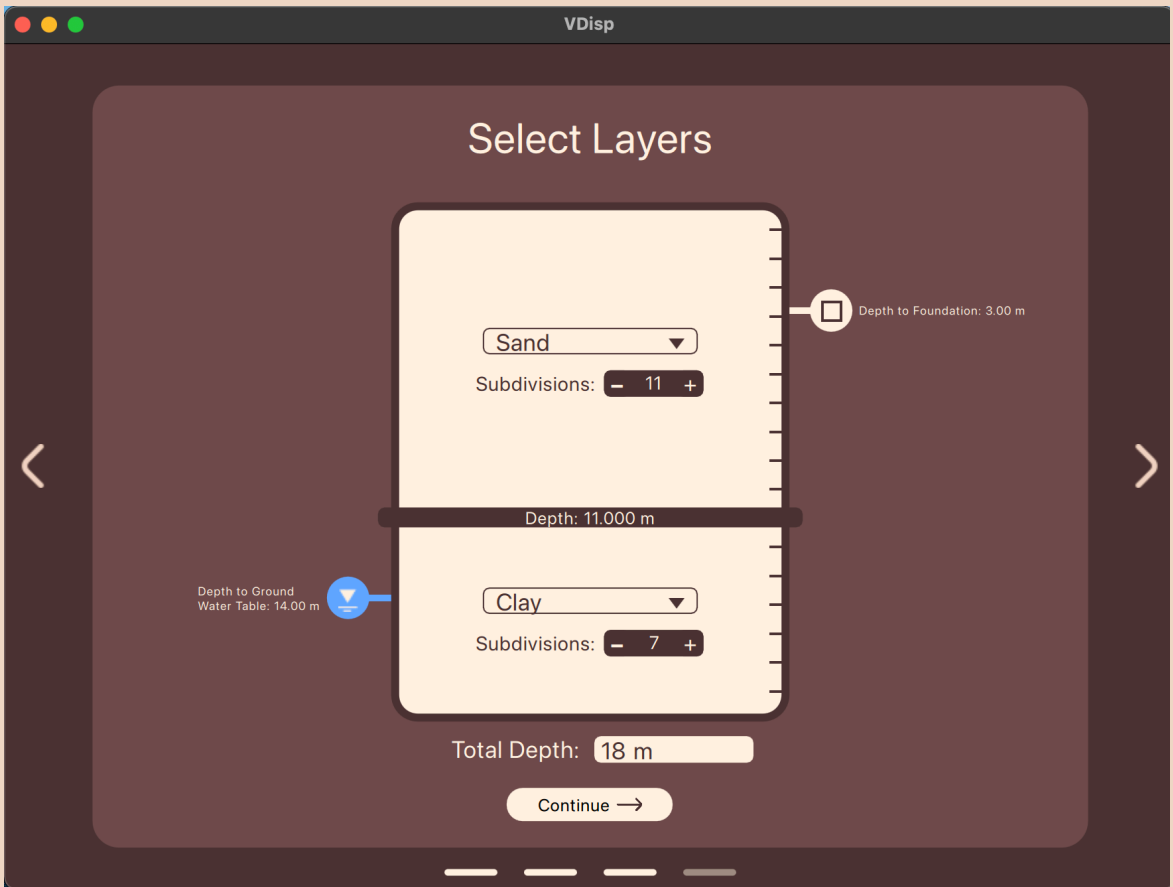 VDisp
Select Layers
Depth to Foundation: 3.00 m
Sand
Subdivisions: – 11 +
Depth: 11.000 m
Depth to Ground
Water Table: 14.00 m
Clay
Subdivisions: – 7 +
Total Depth: 18 m
Continue →